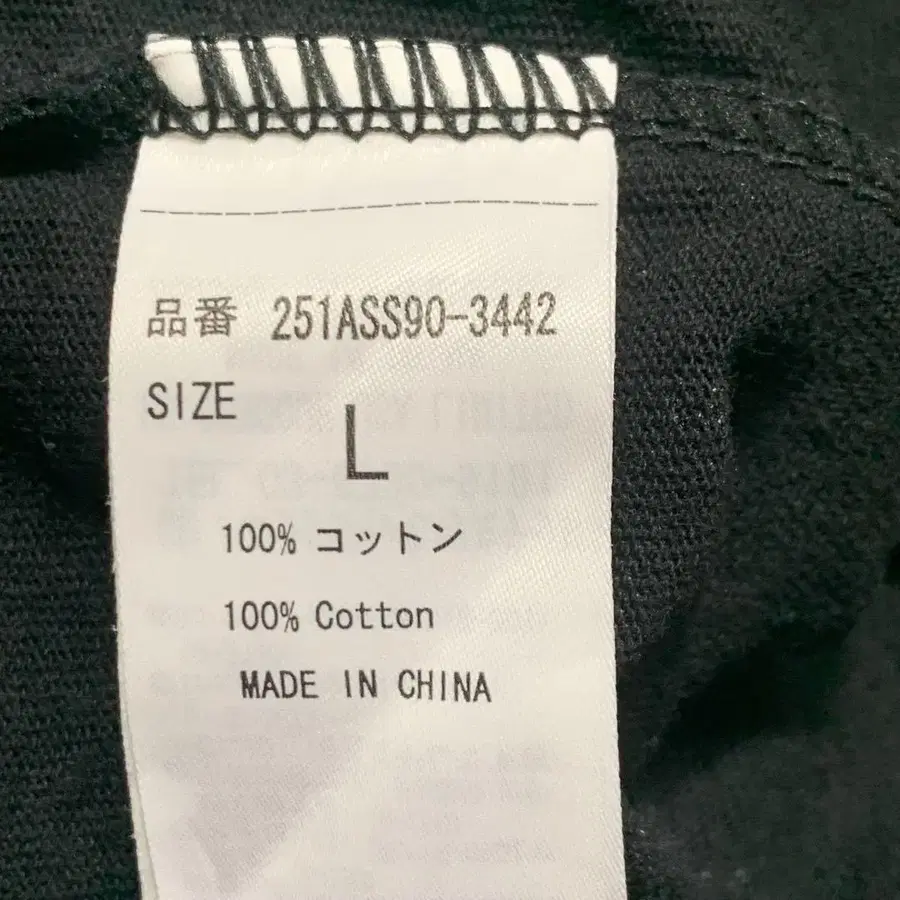 品番 251ASS90-3442
SIZE
L
100% コットン
100% Cotton
MADE IN CHINA